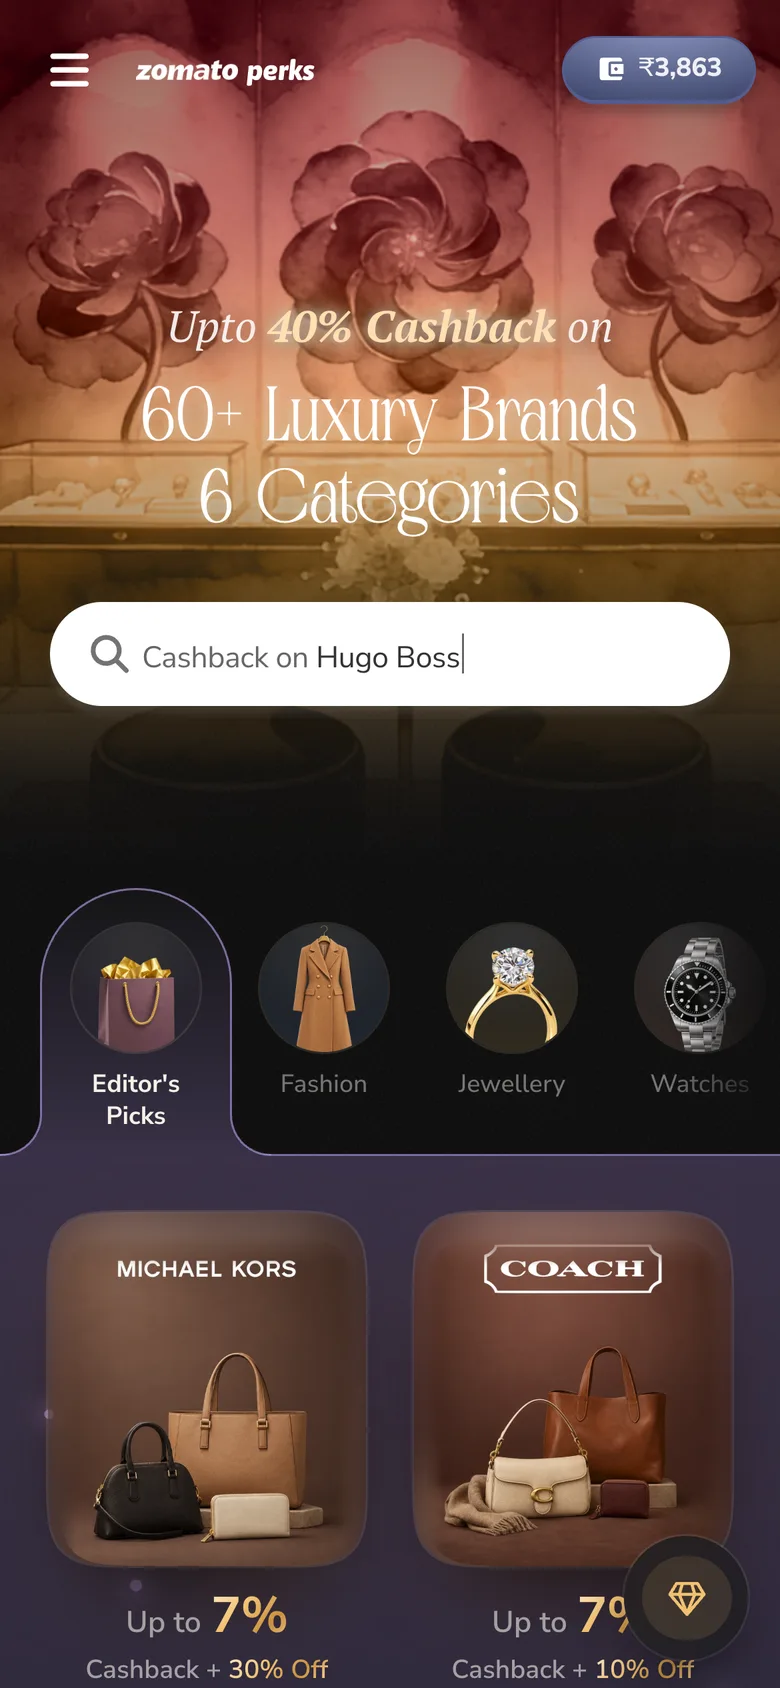 zomato perks
₹3,863
Upto 40% Cashback on
60+ Luxury Brands
6 Categories
Cashback on Hugo Boss
Editor's
Picks
Fashion
Jewellery
Watches
MICHAEL KORS
COACH
Up to 7%
Cashback + 30% Off
Up to 7%
Cashback + 10% Off